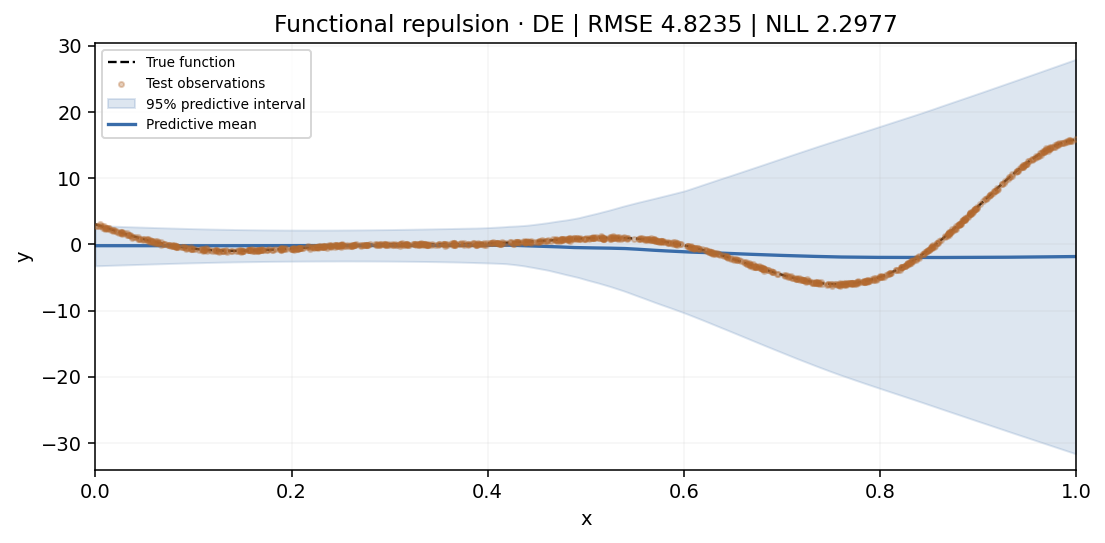 Functional repulsion · DE | RMSE 4.8235 | NLL 2.2977
True function
Test observations
95% predictive interval
Predictive mean
30
20
10
0
−10
−20
−30
y
0.0 0.2 0.4 0.6 0.8 1.0
x